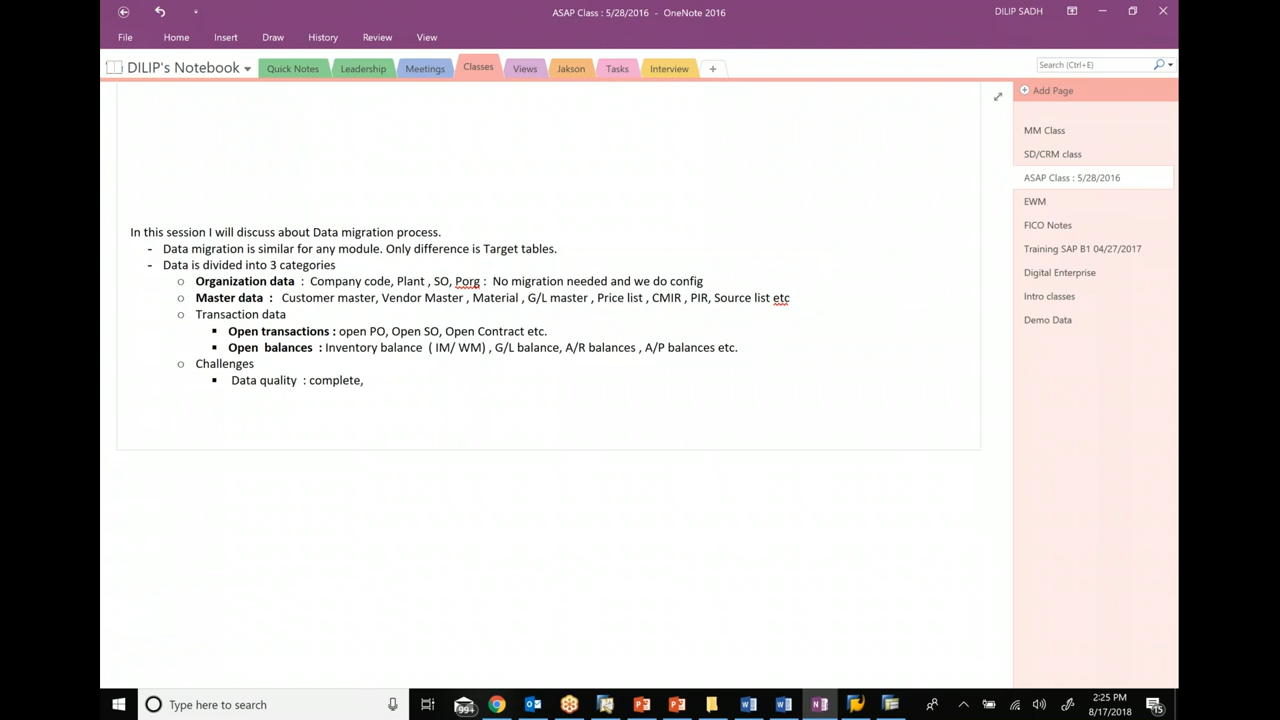 ASAP Class : 5/28/2016 - OneNote 2016
DILIP SADH
File Home Insert Draw History Review View
DILIP's Notebook Quick Notes Leadership Meetings Classes Views Jakson Tasks Interview +
Search (Ctrl+E)
Add Page
MM Class
SD/CRM class
ASAP Class : 5/28/2016
EWM
FICO Notes
Training SAP B1 04/27/2017
Digital Enterprise
Intro classes
Demo Data
In this session I will discuss about Data migration process.
- Data migration is similar for any module. Only difference is Target tables.
- Data is divided into 3 categories
○ Organization data : Company code, Plant , SO, Porg : No migration needed and we do config
○ Master data : Customer master, Vendor Master , Material , G/L master , Price list , CMIR , PIR, Source list etc
○ Transaction data
▪ Open transactions : open PO, Open SO, Open Contract etc.
▪ Open balances : Inventory balance ( IM/ WM) , G/L balance, A/R balances , A/P balances etc.
○ Challenges
▪ Data quality : complete,
Type here to search
99+
2:25 PM
8/17/2018
15